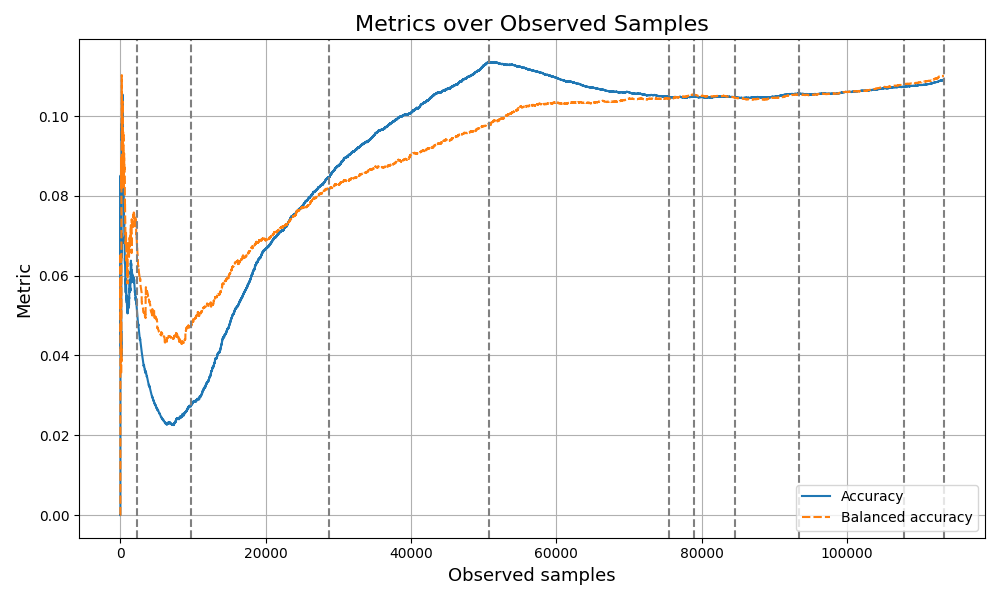 Metrics over Observed Samples
Metric
0.10
0.08
0.06
0.04
0.02
0.00
0
20000
40000
60000
80000
100000
Observed samples
Accuracy
Balanced accuracy